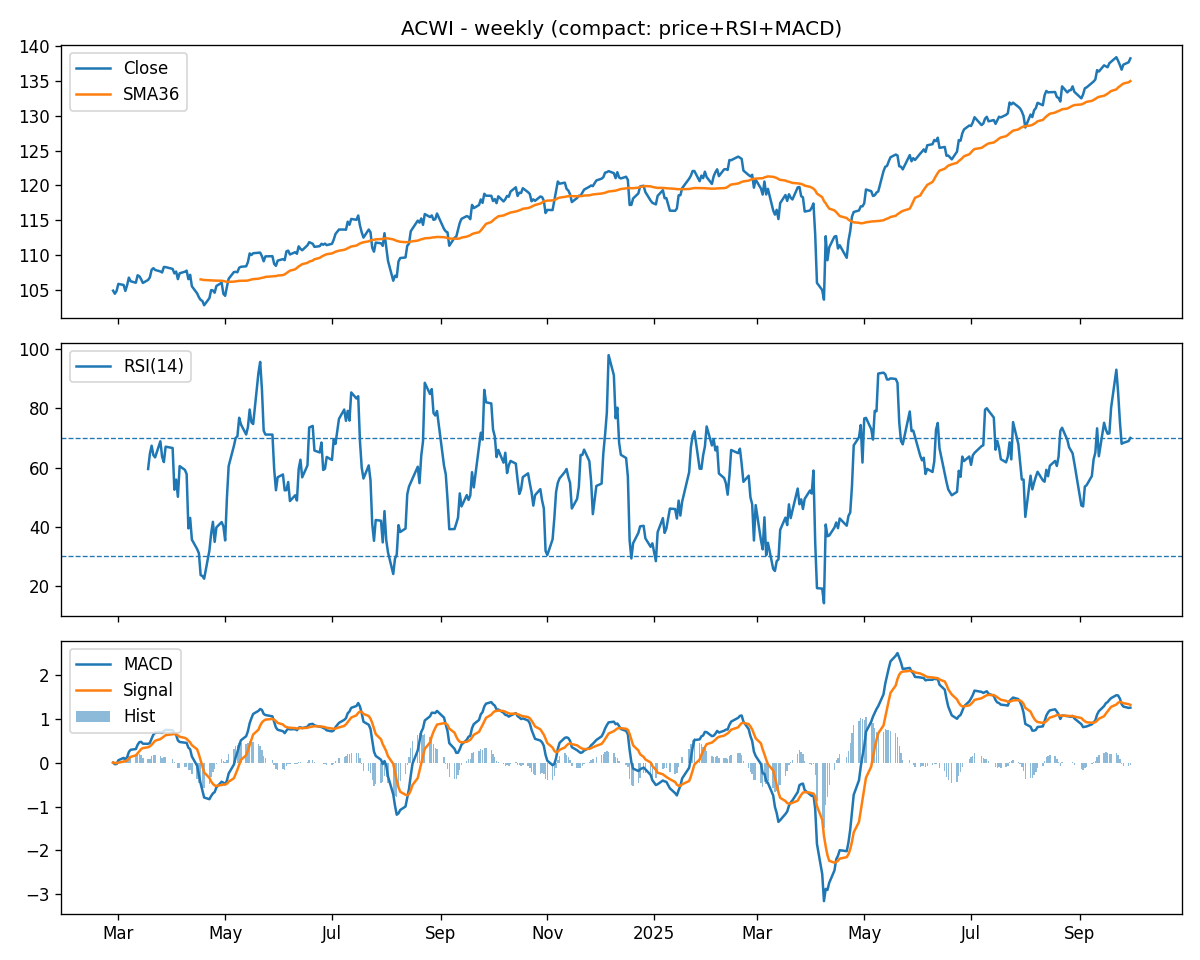 ACWI - weekly (compact: price+RSI+MACD)
140
135
130
125
120
115
110
105
Close
SMA36
100
80
60
40
20
RSI(14)
2
1
0
−1
−2
−3
MACD
Signal
Hist
Mar May Jul Sep Nov 2025 Mar May Jul Sep